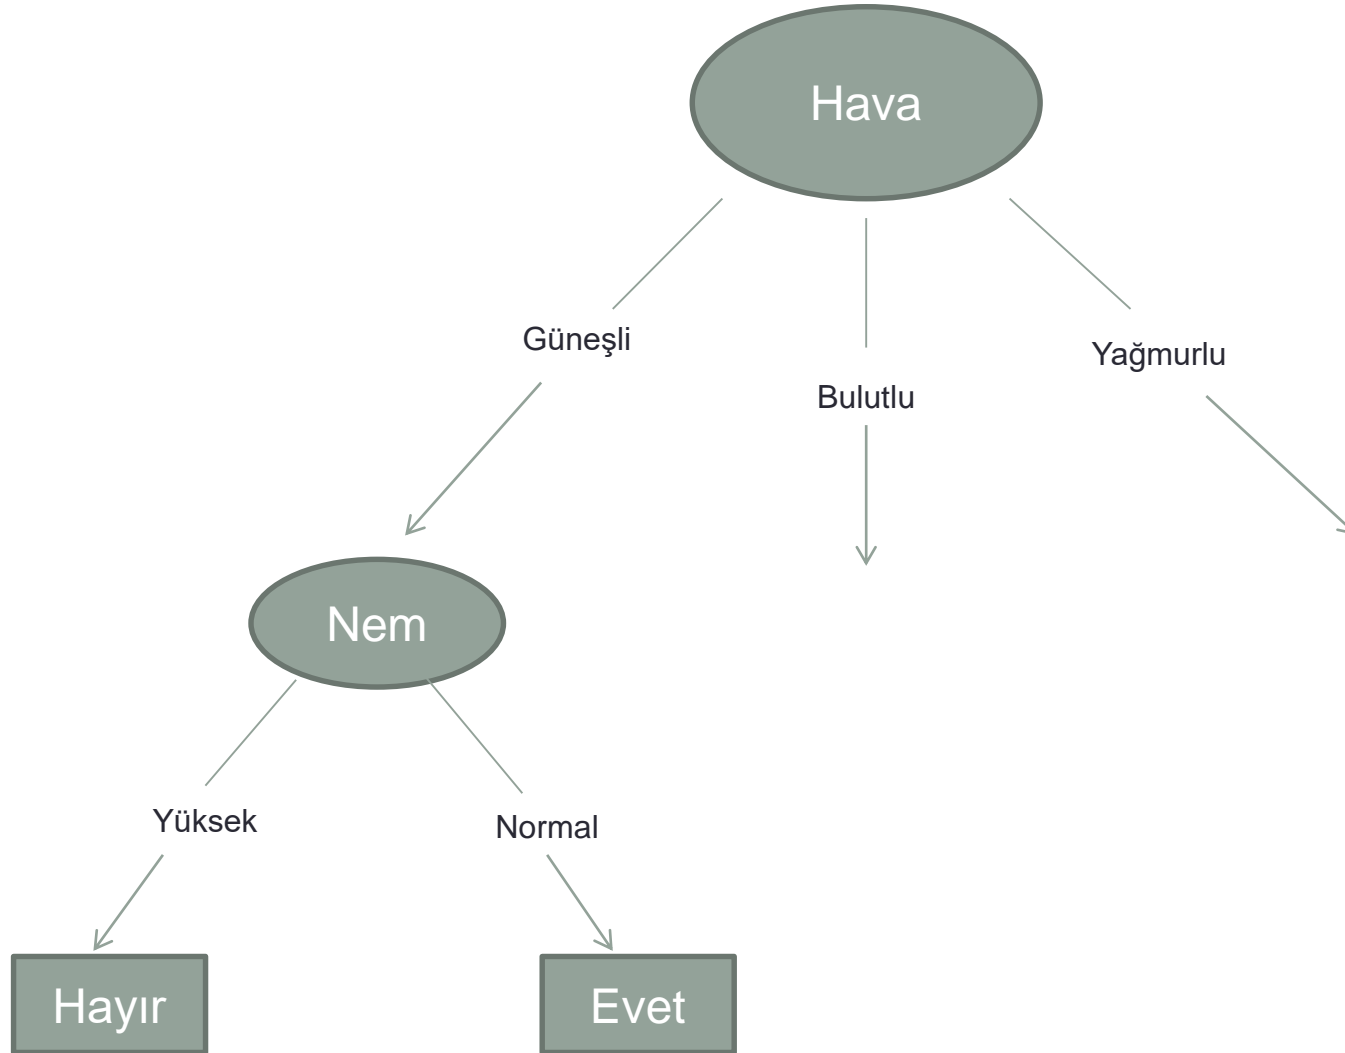 Hava
Güneşli
Yağmurlu
Bulutlu
Nem
Yüksek
Normal
Hayır
Evet